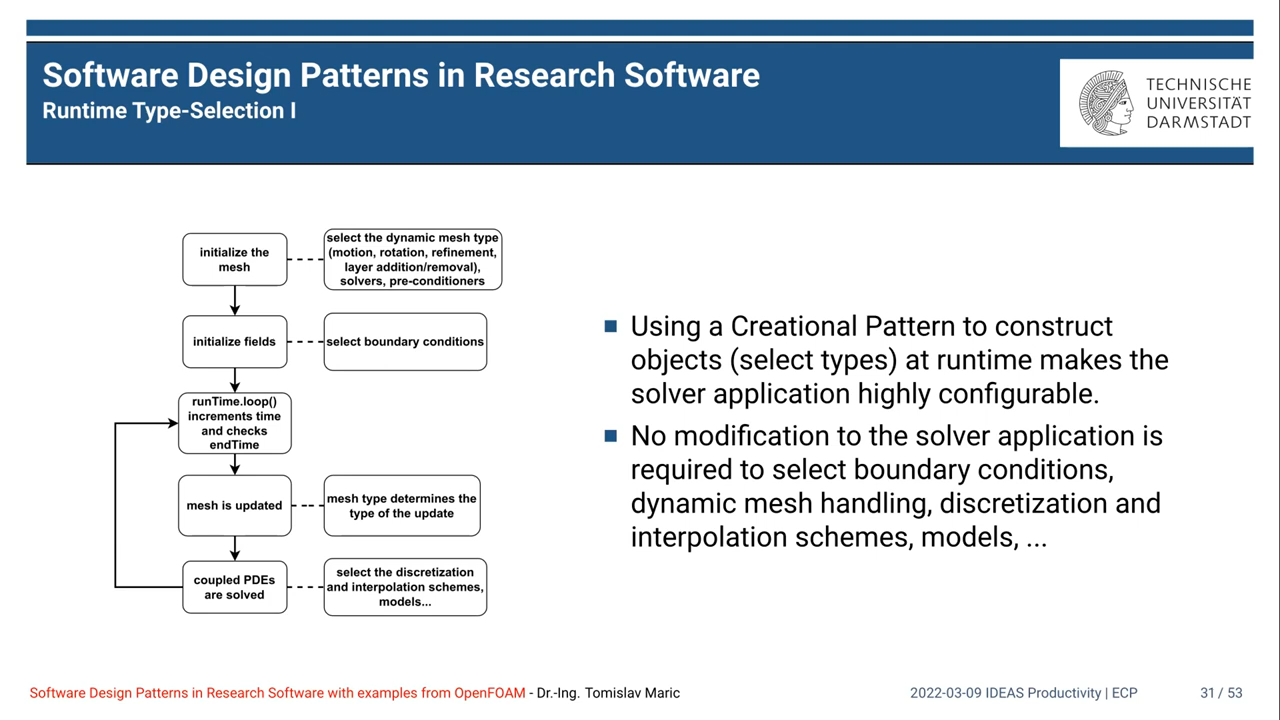 Software Design Patterns in Research Software
Runtime Type-Selection I
TECHNISCHE
UNIVERSITÄT
DARMSTADT
initialize the
mesh
select the dynamic mesh type
(motion, rotation, refinement,
layer addition/removal),
solvers, pre-conditioners
initialize fields
select boundary conditions
runTime.loop()
increments time
and checks
endTime
mesh is updated
mesh type determines the
type of the update
coupled PDEs
are solved
select the discretization
and interpolation schemes,
models...
Using a Creational Pattern to construct
objects (select types) at runtime makes the
solver application highly configurable.
No modification to the solver application is
required to select boundary conditions,
dynamic mesh handling, discretization and
interpolation schemes, models, ...
Software Design Patterns in Research Software with examples from OpenFOAM - Dr.-Ing. Tomislav Maric
2022-03-09 IDEAS Productivity | ECP
31 / 53